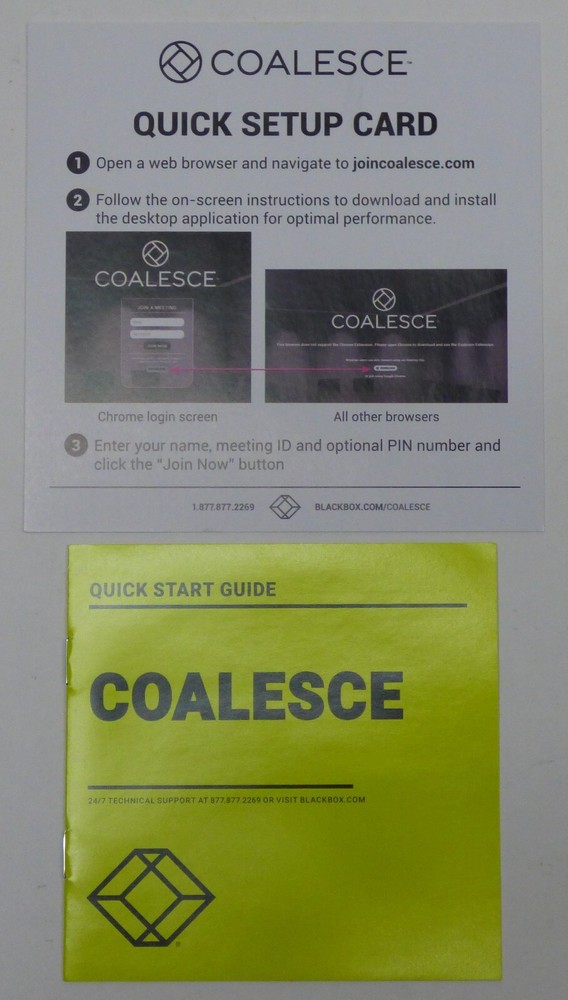 COALESCE™
QUICK SETUP CARD
1 Open a web browser and navigate to joincoalesce.com
2 Follow the on-screen instructions to download and install
the desktop application for optimal performance.
COALESCE
JOIN A MEETING
COALESCE
Chrome login screen
All other browsers
3 Enter your name, meeting ID and optional PIN number and
click the “Join Now” button
1.877.877.2269
BLACKBOX.COM/COALESCE
QUICK START GUIDE
COALESCE
24/7 TECHNICAL SUPPORT AT 877.877.2269 OR VISIT BLACKBOX.COM
®